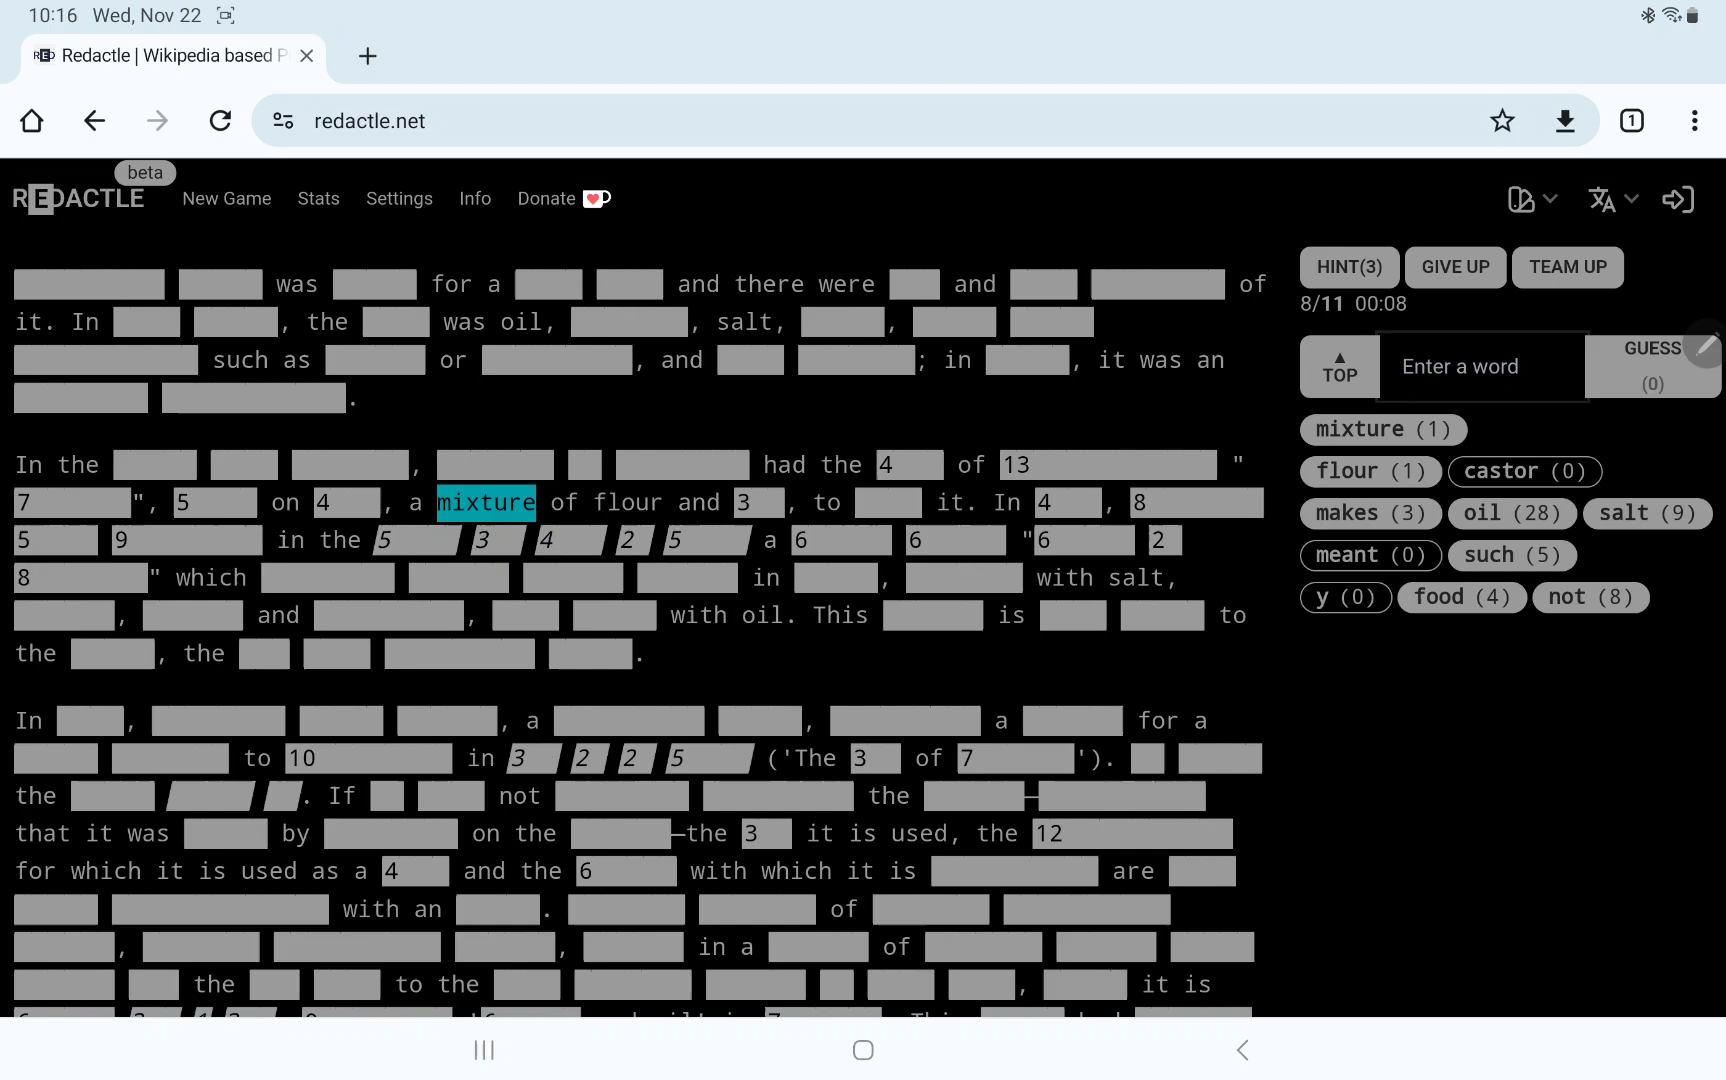 10:16 Wed, Nov 22
RED Redactle | Wikipedia based P
redactle.net
1
beta
REDACTLE New Game Stats Settings Info Donate
HINT(3) GIVE UP TEAM UP
8/11 00:08
▲ TOP Enter a word GUESS (0)
mixture (1)
flour (1) castor (0)
makes (3) oil (28) salt (9)
meant (0) such (5)
y (0) food (4) not (8)
was for a and there were and of
it. In , the was oil, , salt, ,
such as or , and ; in , it was an
.
In the , had the 4 of 13 "
7 ", 5 on 4 , a mixture of flour and 3 , to it. In 4 , 8
5 9 in the 5 3 4 2 5 a 6 6 "6 2
8 " which in , with salt,
, and , with oil. This is to
the , the .
In , , a , a for a
to 10 in 3 2 2 5 ('The 3 of 7 ').
the . If not the —
that it was by on the —the 3 it is used, the 12
for which it is used as a 4 and the 6 with which it is are
with an . of
, , in a of
the to the , it is